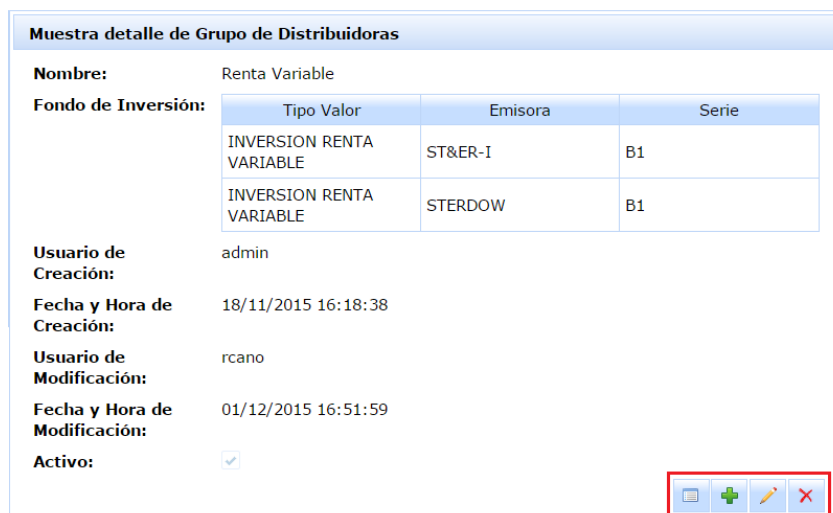 Muestra detalle de Grupo de Distribuidoras
Nombre: Renta Variable
Fondo de Inversión:
Tipo Valor Emisora Serie
INVERSION RENTA
VARIABLE ST&ER-I B1
INVERSION RENTA
VARIABLE STERDOW B1
Usuario de admin
Creación:
Fecha y Hora de 18/11/2015 16:18:38
Creación:
Usuario de rcano
Modificación:
Fecha y Hora de 01/12/2015 16:51:59
Modificación:
Activo: